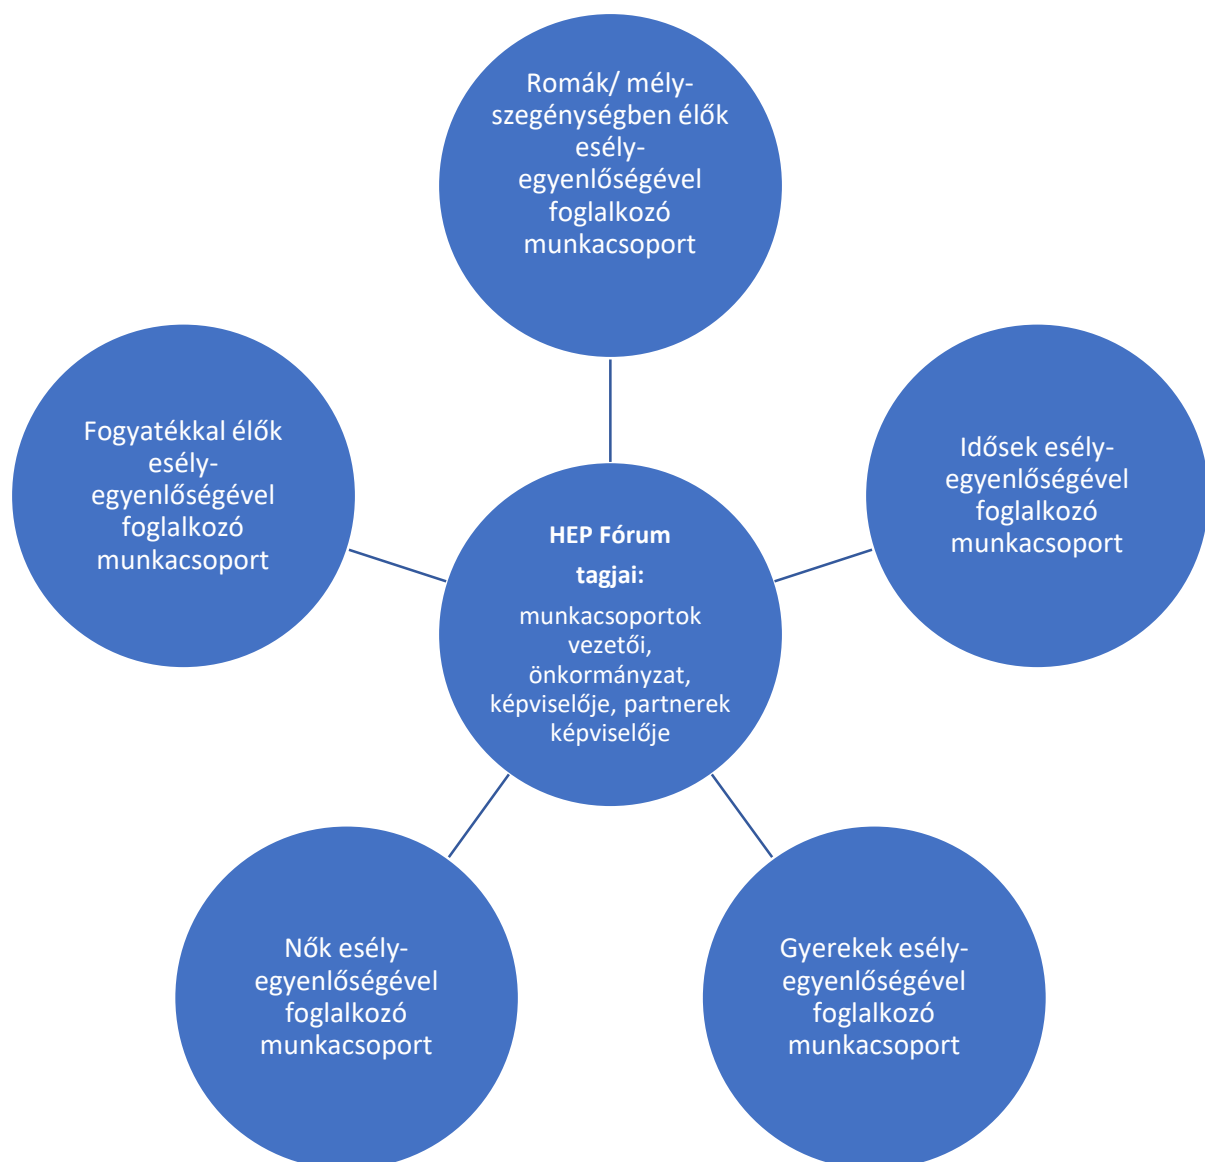 Romák/ mély-
szegénységben élők
esély-
egyenlőségével
foglalkozó
munkacsoport
Fogyatékkal élők
esély-
egyenlőségével
foglalkozó
munkacsoport
Idősek esély-
egyenlőségével
foglalkozó
munkacsoport
HEP Fórum
tagjai:
munkacsoportok
vezetői,
önkormányzat,
képviselője, partnerek
képviselője
Nők esély-
egyenlőségével
foglalkozó
munkacsoport
Gyerekek esély-
egyenlőségével
foglalkozó
munkacsoport